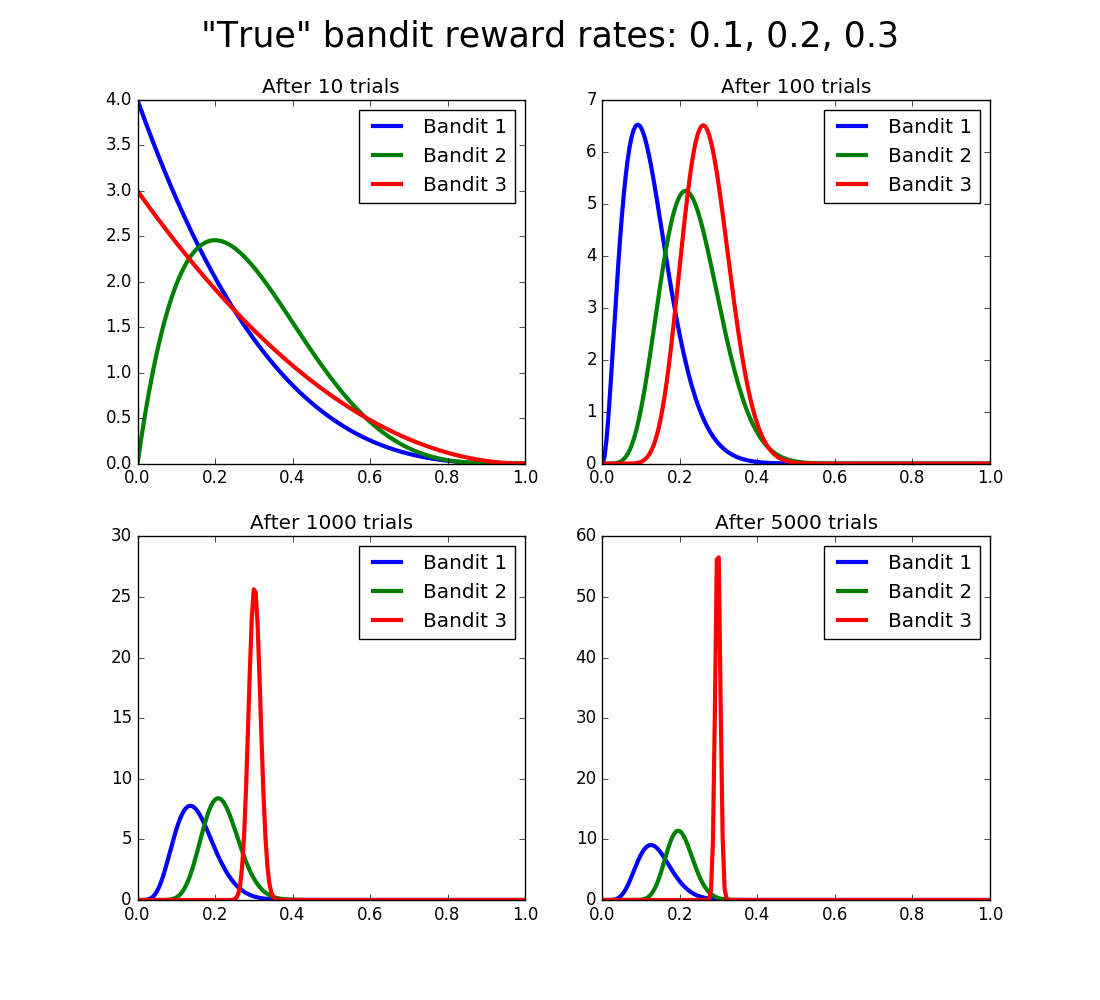 "True" bandit reward rates: 0.1, 0.2, 0.3
After 10 trials
4.0
3.5
3.0
2.5
2.0
1.5
1.0
0.5
0.0
0.0 0.2 0.4 0.6 0.8 1.0
Bandit 1
Bandit 2
Bandit 3
After 100 trials
7
6
5
4
3
2
1
0
0.0 0.2 0.4 0.6 0.8 1.0
Bandit 1
Bandit 2
Bandit 3
After 1000 trials
30
25
20
15
10
5
0
0.0 0.2 0.4 0.6 0.8 1.0
Bandit 1
Bandit 2
Bandit 3
After 5000 trials
60
50
40
30
20
10
0
0.0 0.2 0.4 0.6 0.8 1.0
Bandit 1
Bandit 2
Bandit 3